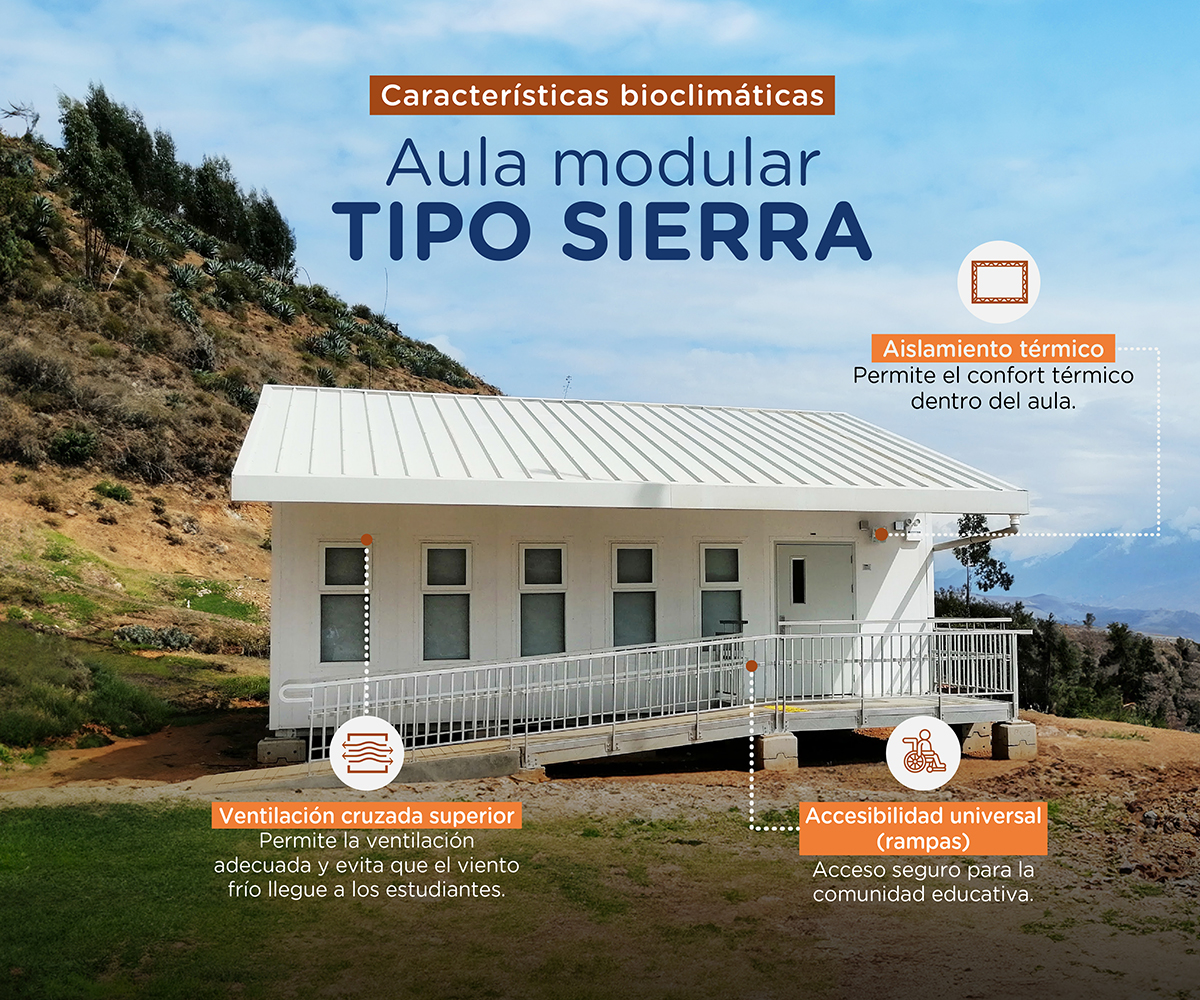 Características bioclimáticas
Aula modular
TIPO SIERRA
Aislamiento térmico
Permite el confort térmico
dentro del aula.
Ventilación cruzada superior
Permite la ventilación
adecuada y evita que el viento
frío llegue a los estudiantes.
Accesibilidad universal
(rampas)
Acceso seguro para la
comunidad educativa.